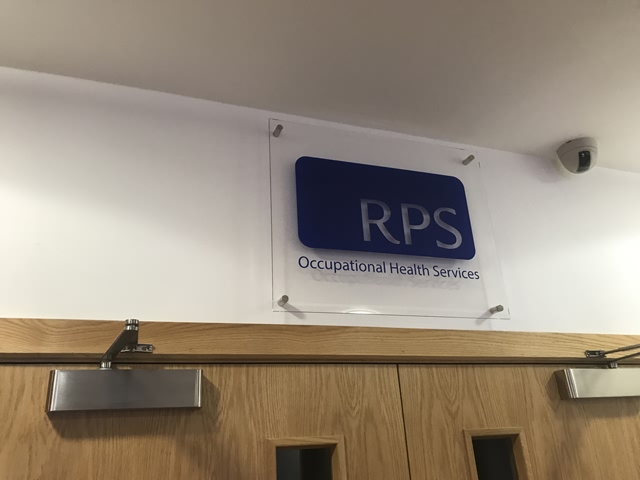 RPS
Occupational Health Services